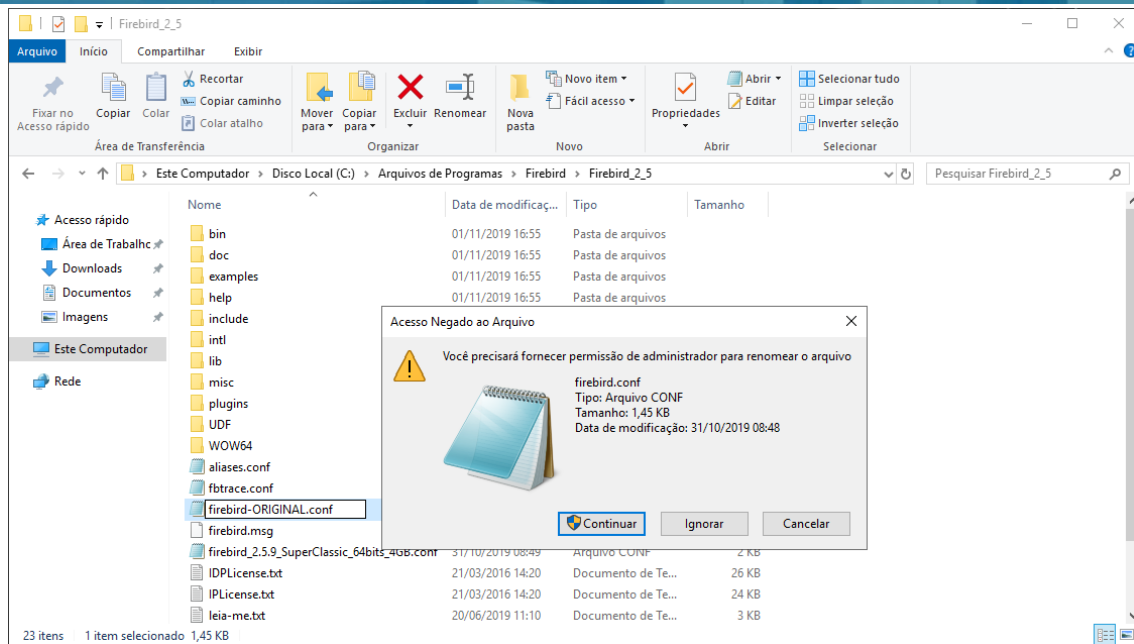 Firebird_2_5
Arquivo Início Compartilhar Exibir
Fixar no Acesso rápido
Copiar
Colar
Recortar
Copiar caminho
Colar atalho
Área de Transferência
Mover para
Copiar para
Excluir
Renomear
Organizar
Nova pasta
Novo item
Fácil acesso
Novo
Propriedades
Abrir
Editar
Abrir
Selecionar tudo
Limpar seleção
Inverter seleção
Selecionar
Este Computador > Disco Local (C:) > Arquivos de Programas > Firebird > Firebird_2_5
Pesquisar Firebird_2_5
Acesso rápido
Área de Trabalhc
Downloads
Documentos
Imagens
Este Computador
Rede
Nome Data de modificaç... Tipo Tamanho
bin 01/11/2019 16:55 Pasta de arquivos
doc 01/11/2019 16:55 Pasta de arquivos
examples 01/11/2019 16:55 Pasta de arquivos
help 01/11/2019 16:55 Pasta de arquivos
include
intl
lib
misc
plugins
UDF
WOW64
aliases.conf
fbtrace.conf
firebird-ORIGINAL.conf
firebird.msg
firebird_2.5.9_SuperClassic_64bits_4GB.conf 31/10/2019 08:49 Arquivo CONF 2 KB
IDPLicense.txt 21/03/2016 14:20 Documento de Te... 26 KB
IPLicense.txt 21/03/2016 14:20 Documento de Te... 24 KB
leia-me.txt 20/06/2019 11:10 Documento de Te... 3 KB
Acesso Negado ao Arquivo
Você precisará fornecer permissão de administrador para renomear o arquivo
firebird.conf
Tipo: Arquivo CONF
Tamanho: 1,45 KB
Data de modificação: 31/10/2019 08:48
Continuar Ignorar Cancelar
23 itens 1 item selecionado 1,45 KB